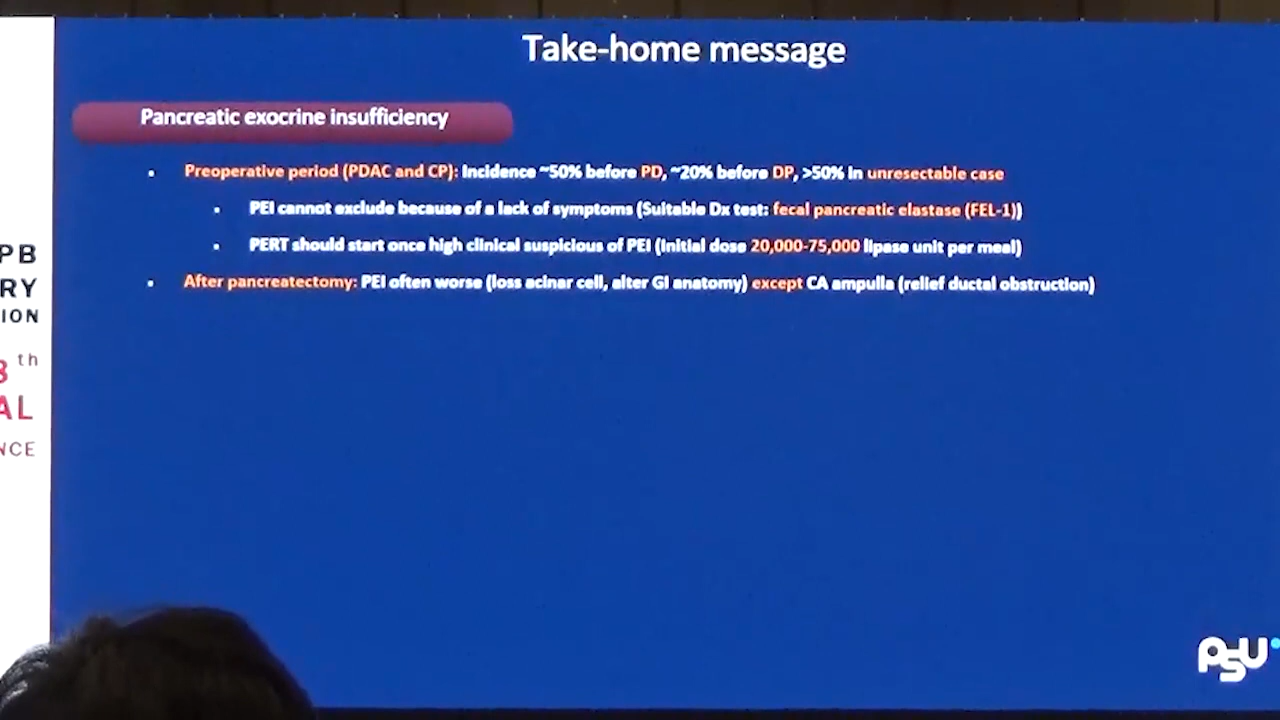 Take-home message
Pancreatic exocrine insufficiency
Preoperative period (PDAC and CP): Incidence ~50% before PD, ~20% before DP, >50% in unresectable case
PEI cannot exclude because of a lack of symptoms (Suitable Dx test: fecal pancreatic elastase (FEL-1))
PERT should start once high clinical suspicious of PEI (Initial dose 20,000-75,000 lipase unit per meal)
After pancreatectomy: PEI often worse (loss acinar cell, alter GI anatomy) except CA ampulla (relief ductal obstruction)
PB
RY
ION
th
AL
NCE
PSU